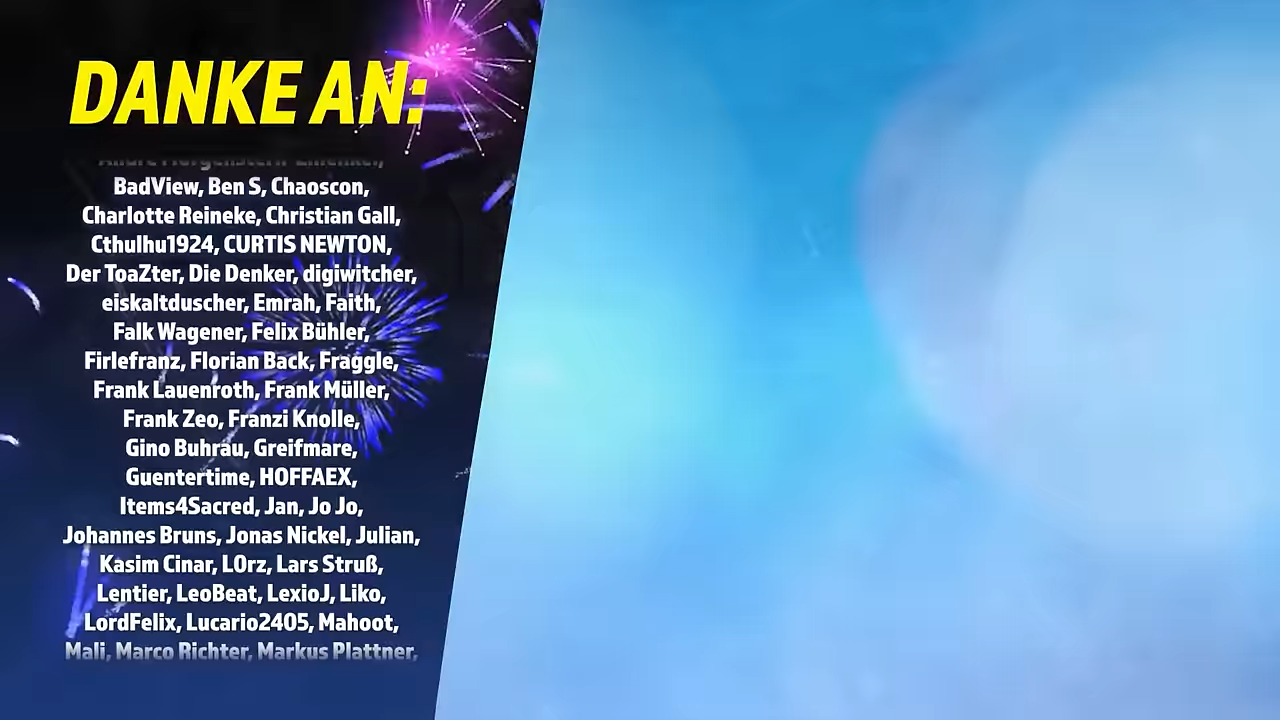 DANKE AN:
BadView, Ben S, Chaoscon,
Charlotte Reineke, Christian Gall,
Cthulhu1924, CURTIS NEWTON,
Der ToaZter, Die Denker, digiwitcher,
eiskaltduscher, Emrah, Faith,
Falk Wagener, Felix Bühler,
Firlefranz, Florian Back, Fraggle,
Frank Lauenroth, Frank Müller,
Frank Zeo, Franzi Knolle,
Gino Buhrau, Greifmare,
Guentertime, HOFFAEX,
Items4Sacred, Jan, Jo Jo,
Johannes Bruns, Jonas Nickel, Julian,
Kasim Cinar, L0rz, Lars Struß,
Lentier, LeoBeat, LexioJ, Liko,
LordFelix, Lucario2405, Mahoot,
Mali, Marco Richter, Markus Plattner,